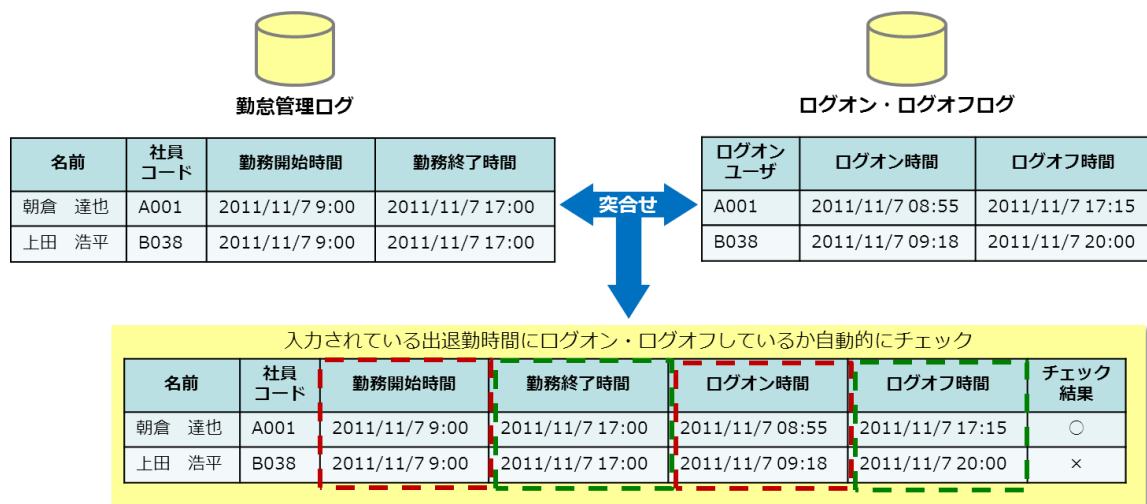 勤怠管理ログ
ログオン・ログオフログ
名前 社員コード 勤務開始時間 勤務終了時間
朝倉　達也 A001 2011/11/7 9:00 2011/11/7 17:00
上田　浩平 B038 2011/11/7 9:00 2011/11/7 17:00
突合せ
ログオンユーザ ログオン時間 ログオフ時間
A001 2011/11/7 08:55 2011/11/7 17:15
B038 2011/11/7 09:18 2011/11/7 20:00
入力されている出退勤時間にログオン・ログオフしているか自動的にチェック
名前 社員コード 勤務開始時間 勤務終了時間 ログオン時間 ログオフ時間 チェック結果
朝倉　達也 A001 2011/11/7 9:00 2011/11/7 17:00 2011/11/7 08:55 2011/11/7 17:15 ○
上田　浩平 B038 2011/11/7 9:00 2011/11/7 17:00 2011/11/7 09:18 2011/11/7 20:00 ×